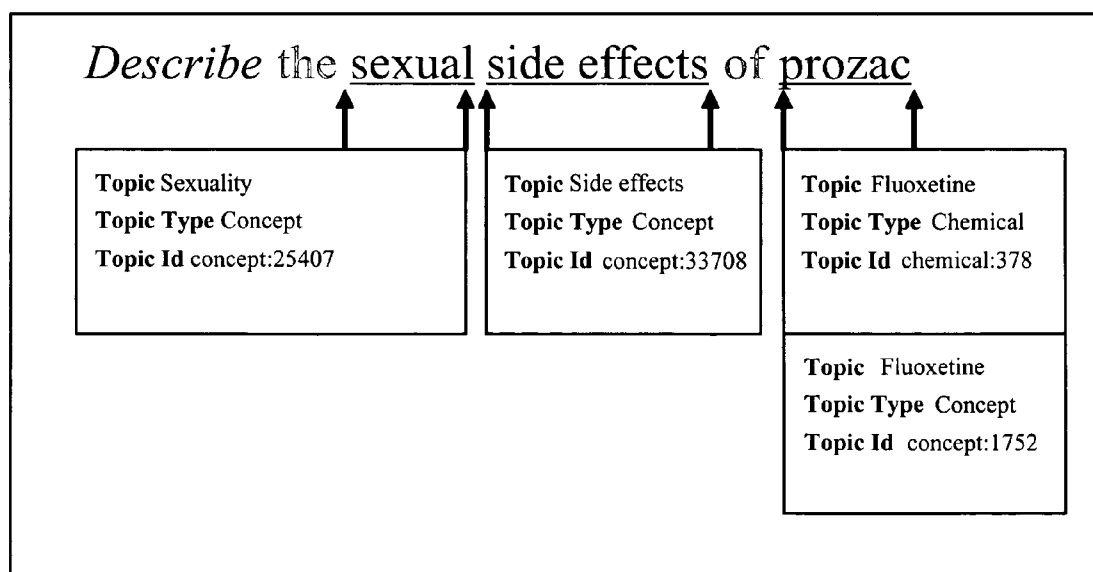 Describe the sexual side effects of prozac
Topic Sexuality
Topic Type Concept
Topic Id concept:25407
Topic Side effects
Topic Type Concept
Topic Id concept:33708
Topic Fluoxetine
Topic Type Chemical
Topic Id chemical:378
Topic Fluoxetine
Topic Type Concept
Topic Id concept:1752